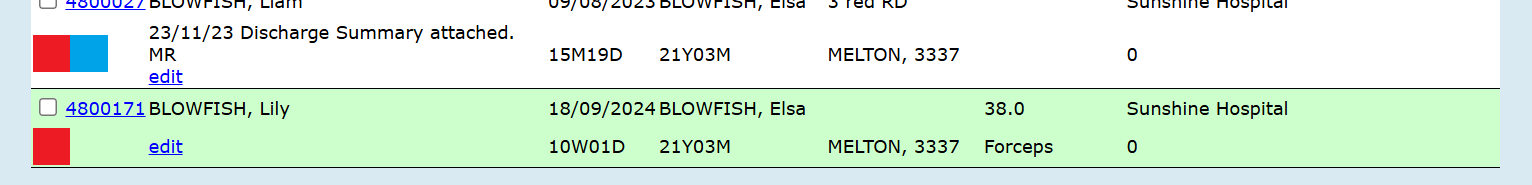 4800027 BLOWFISH, Liam 09/08/2023 BLOWFISH, Elsa 3 red RD Sunshine Hospital
23/11/23 Discharge Summary attached.
MR 15M19D 21Y03M MELTON, 3337 0
edit
4800171 BLOWFISH, Lily 18/09/2024 BLOWFISH, Elsa 38.0 Sunshine Hospital
edit 10W01D 21Y03M MELTON, 3337 Forceps 0